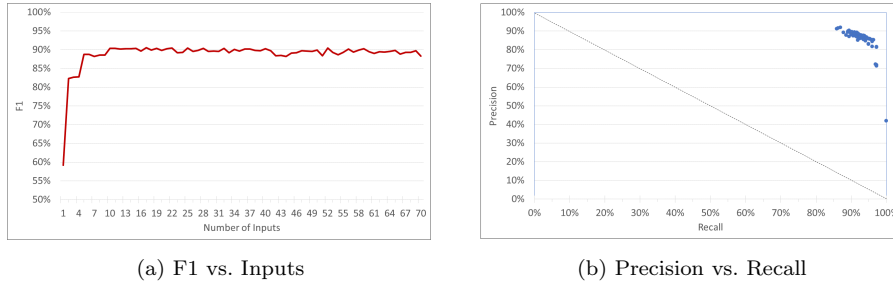 100%
95%
90%
85%
80%
75%
70%
65%
60%
55%
50%
F1
1 4 7 10 13 16 19 22 25 28 31 34 37 40 43 46 49 52 55 58 61 64 67 70
Number of Inputs
(a) F1 vs. Inputs
100%
90%
80%
70%
60%
50%
40%
30%
20%
10%
0%
Precision
0% 10% 20% 30% 40% 50% 60% 70% 80% 90% 100%
Recall
(b) Precision vs. Recall